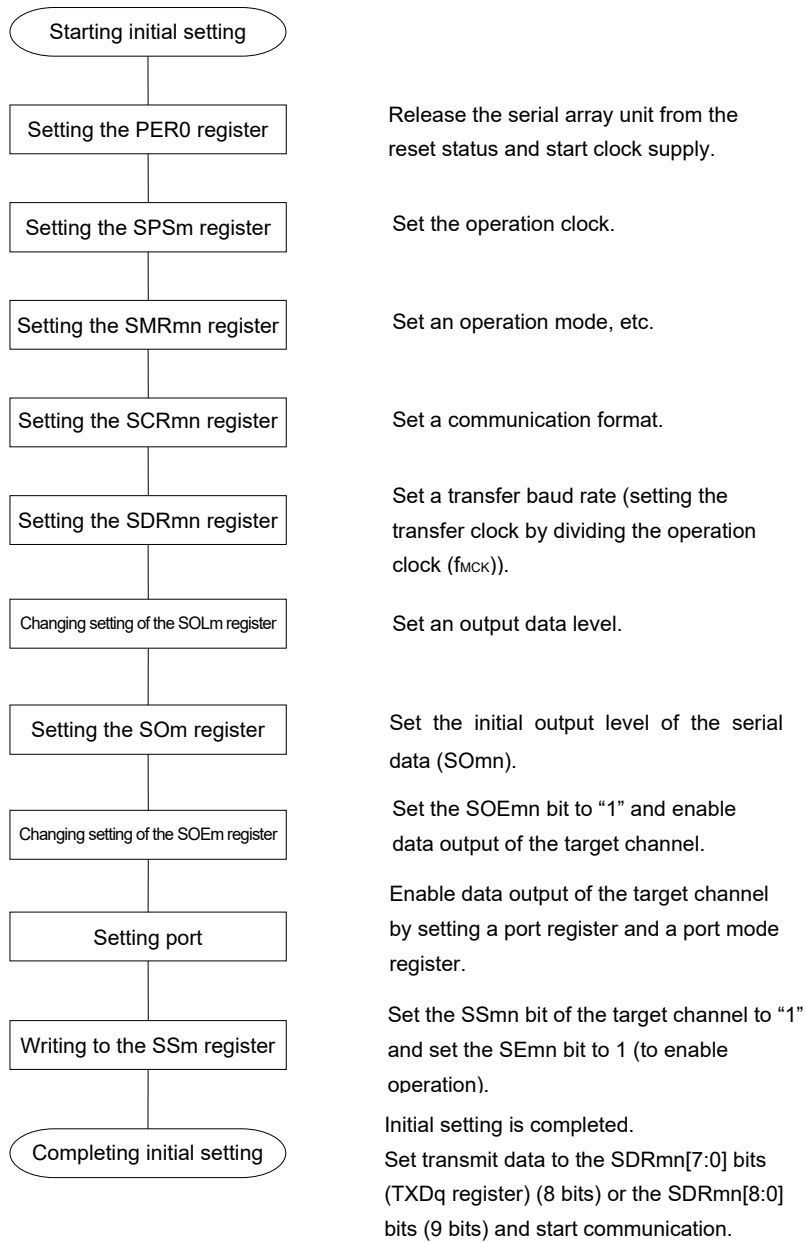 Starting initial setting
Setting the PER0 register
Release the serial array unit from the
reset status and start clock supply.
Setting the SPSm register
Set the operation clock.
Setting the SMRmn register
Set an operation mode, etc.
Setting the SCRmn register
Set a communication format.
Setting the SDRmn register
Set a transfer baud rate (setting the
transfer clock by dividing the operation
clock (fMCK)).
Changing setting of the SOLm register
Set an output data level.
Setting the SOm register
Set the initial output level of the serial
data (SOmn).
Changing setting of the SOEm register
Set the SOEmn bit to “1” and enable
data output of the target channel.
Setting port
Enable data output of the target channel
by setting a port register and a port mode
register.
Writing to the SSm register
Set the SSmn bit of the target channel to “1”
and set the SEmn bit to 1 (to enable
operation).
Completing initial setting
Initial setting is completed.
Set transmit data to the SDRmn[7:0] bits
(TXDq register) (8 bits) or the SDRmn[8:0]
bits (9 bits) and start communication.